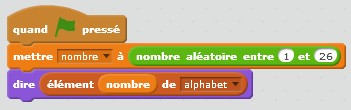 quand pressé
mettre nombre à nombre aléatoire entre 1 et 26
dire élément nombre de alphabet